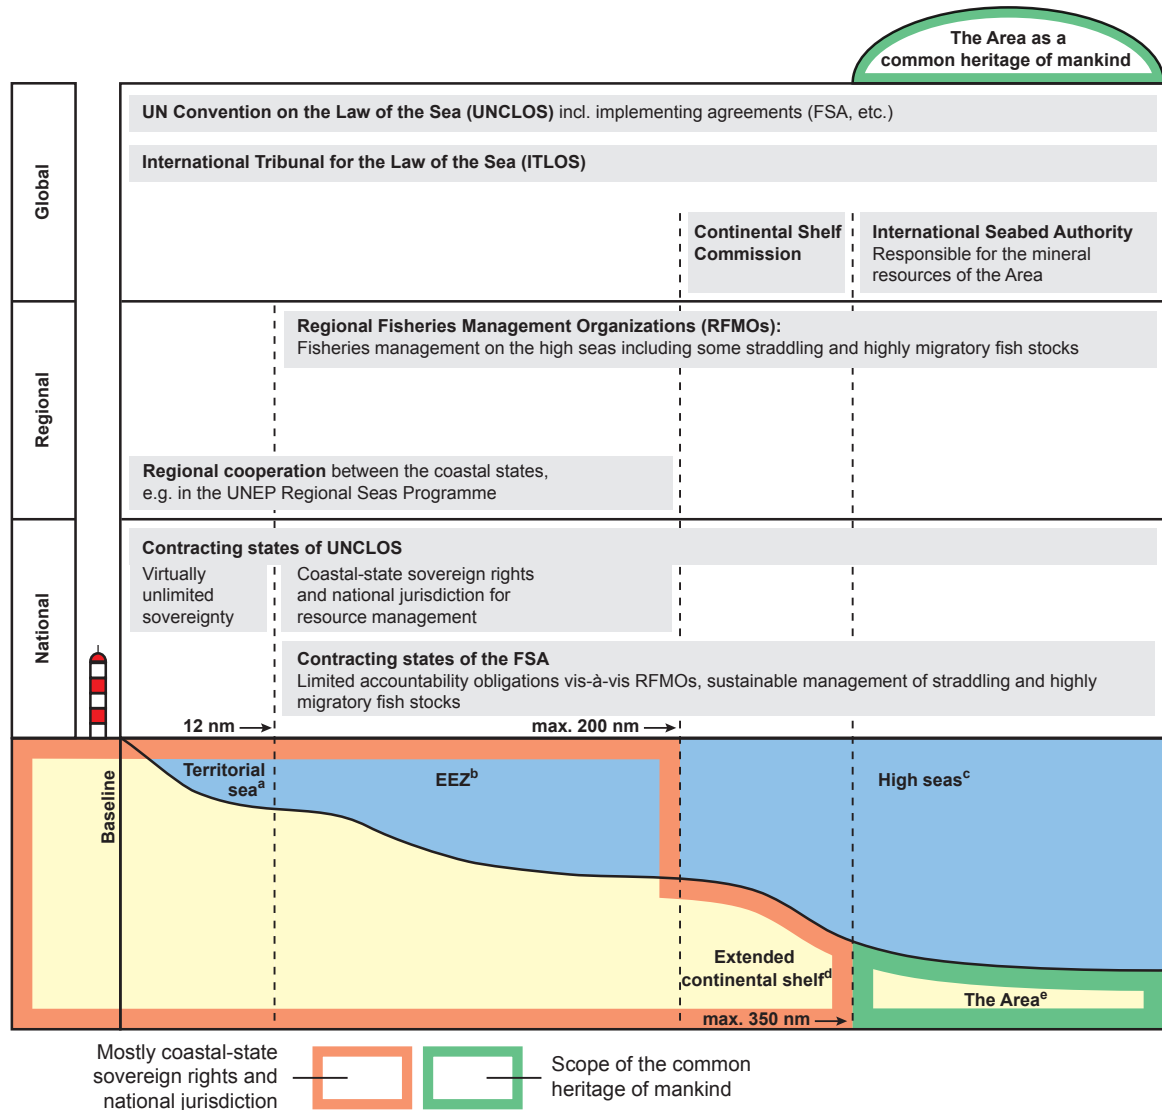 The Area as a
common heritage of mankind
Global
UN Convention on the Law of the Sea (UNCLOS) incl. implementing agreements (FSA, etc.)
International Tribunal for the Law of the Sea (ITLOS)
Continental Shelf
Commission
International Seabed Authority
Responsible for the mineral
resources of the Area
Regional
Regional Fisheries Management Organizations (RFMOs):
Fisheries management on the high seas including some straddling and highly migratory fish stocks
Regional cooperation between the coastal states,
e.g. in the UNEP Regional Seas Programme
National
Contracting states of UNCLOS
Virtually
unlimited
sovereignty
Coastal-state sovereign rights
and national jurisdiction for
resource management
Contracting states of the FSA
Limited accountability obligations vis-à-vis RFMOs, sustainable management of straddling and highly
migratory fish stocks
12 nm
max. 200 nm
Baseline
Territorial
seaᵃ
EEZᵇ
High seasᶜ
Extended
continental shelfᵈ
The Areaᵉ
max. 350 nm
Mostly coastal-state
sovereign rights and
national jurisdiction
Scope of the common
heritage of mankind